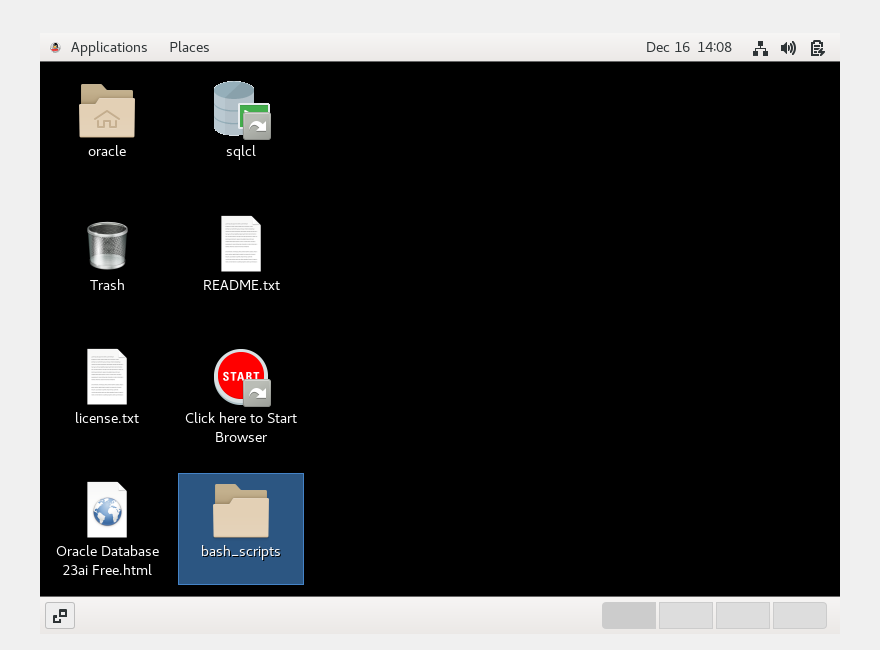 Applications Places Dec 16 14:08
oracle
sqlcl
Trash
README.txt
license.txt
START
Click here to Start
Browser
Oracle Database
23ai Free.html
bash_scripts